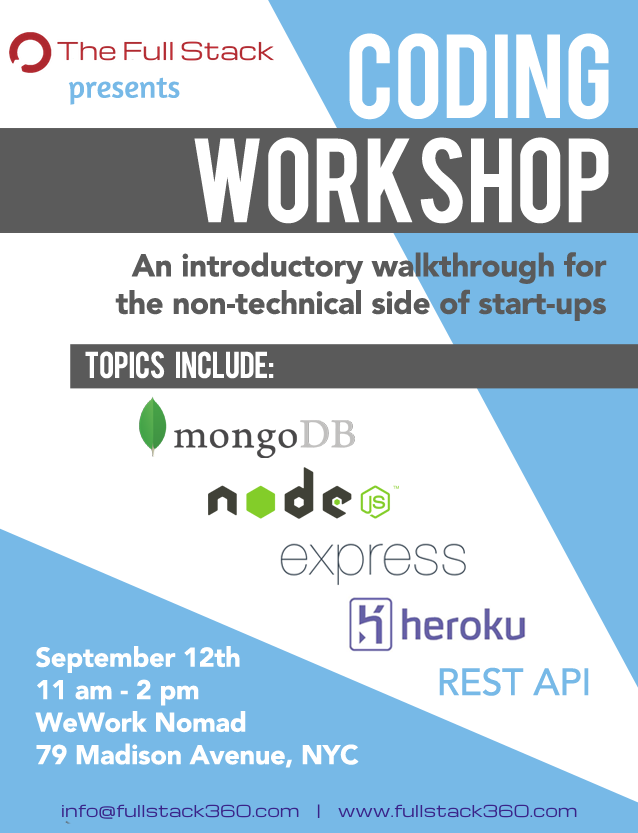 The Full Stack
presents
CODING
WORKSHOP
An introductory walkthrough for
the non-technical side of start-ups
TOPICS INCLUDE:
mongoDB
node JS™
express
heroku
REST API
September 12th
11 am - 2 pm
WeWork Nomad
79 Madison Avenue, NYC
info@fullstack360.com | www.fullstack360.com